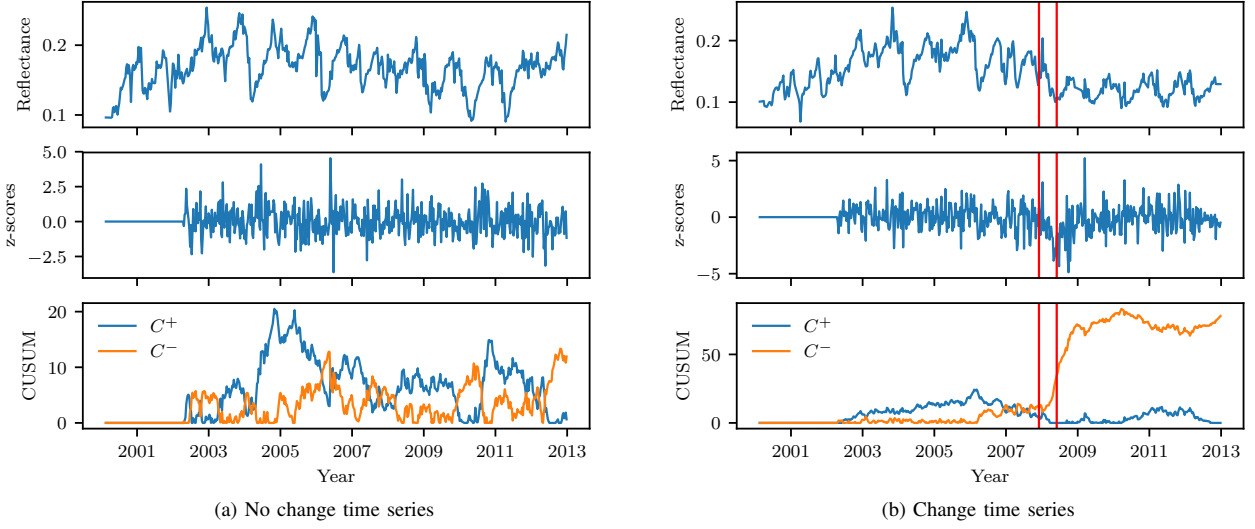 0.2
0.1
Reflectance
5.0
2.5
0.0
−2.5
z-scores
20
10
0
CUSUM
C+
C−
2001 2003 2005 2007 2009 2011 2013
Year
(a) No change time series
0.2
0.1
Reflectance
5
0
−5
z-scores
50
0
CUSUM
C+
C−
2001 2003 2005 2007 2009 2011 2013
Year
(b) Change time series